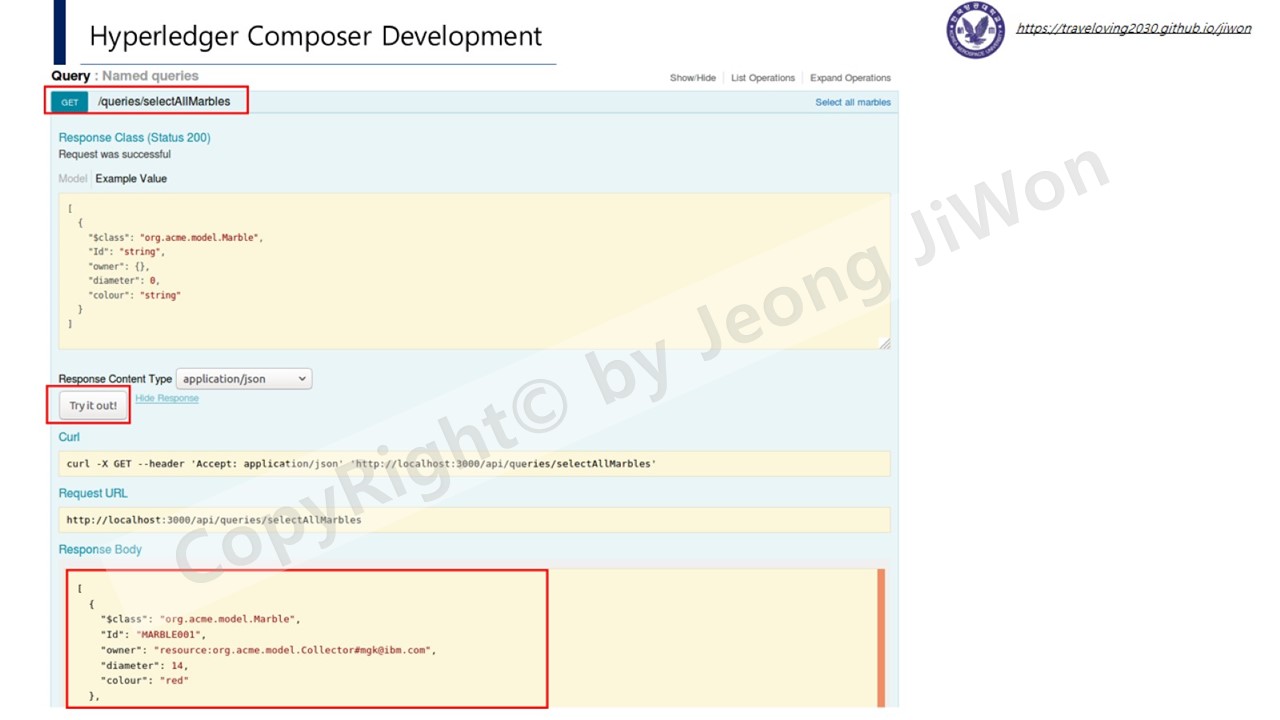 Hyperledger Composer Development
https://traveloving2030.github.io/jiwon
Query : Named queries
Show/Hide List Operations Expand Operations
GET /queries/selectAllMarbles Select all marbles
Response Class (Status 200)
Request was successful
Model Example Value
[
{
"$class": "org.acme.model.Marble",
"Id": "string",
"owner": {},
"diameter": 0,
"colour": "string"
}
]
Response Content Type application/json
Try it out! Hide Response
Curl
curl -X GET --header 'Accept: application/json' 'http://localhost:3000/api/queries/selectAllMarbles'
Request URL
http://localhost:3000/api/queries/selectAllMarbles
Response Body
[
{
"$class": "org.acme.model.Marble",
"Id": "MARBLE001",
"owner": "resource:org.acme.model.Collector#mgk@ibm.com",
"diameter": 14,
"colour": "red"
},
CopyRight© by Jeong JiWon